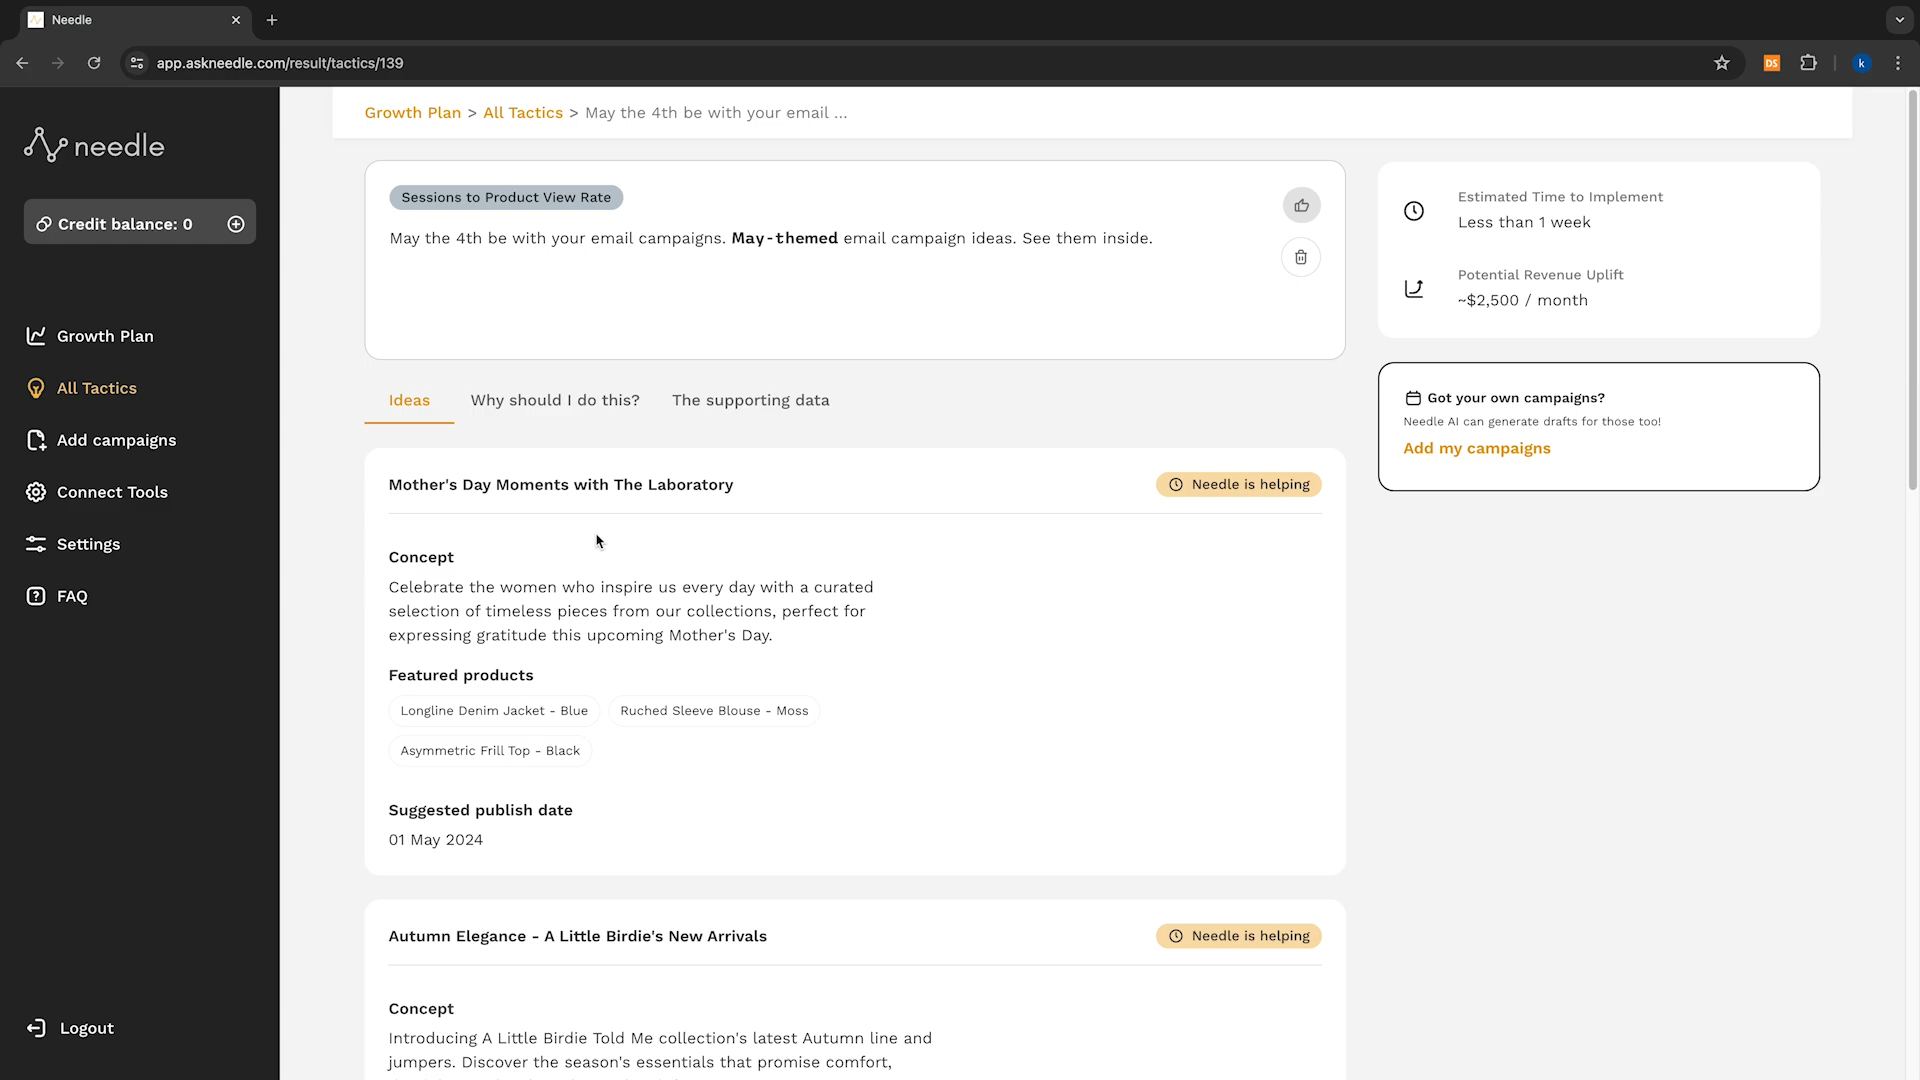 Needle
app.askneedle.com/result/tactics/139
DS
k
needle
Credit balance: 0
Growth Plan
All Tactics
Add campaigns
Connect Tools
Settings
FAQ
Logout
Growth Plan > All Tactics > May the 4th be with your email ...
Sessions to Product View Rate
May the 4th be with your email campaigns. May-themed email campaign ideas. See them inside.
Estimated Time to Implement
Less than 1 week
Potential Revenue Uplift
~$2,500 / month
Got your own campaigns?
Needle AI can generate drafts for those too!
Add my campaigns
Ideas
Why should I do this?
The supporting data
Mother's Day Moments with The Laboratory
Needle is helping
Concept
Celebrate the women who inspire us every day with a curated
selection of timeless pieces from our collections, perfect for
expressing gratitude this upcoming Mother's Day.
Featured products
Longline Denim Jacket - Blue
Ruched Sleeve Blouse - Moss
Asymmetric Frill Top - Black
Suggested publish date
01 May 2024
Autumn Elegance - A Little Birdie's New Arrivals
Needle is helping
Concept
Introducing A Little Birdie Told Me collection's latest Autumn line and
jumpers. Discover the season's essentials that promise comfort,